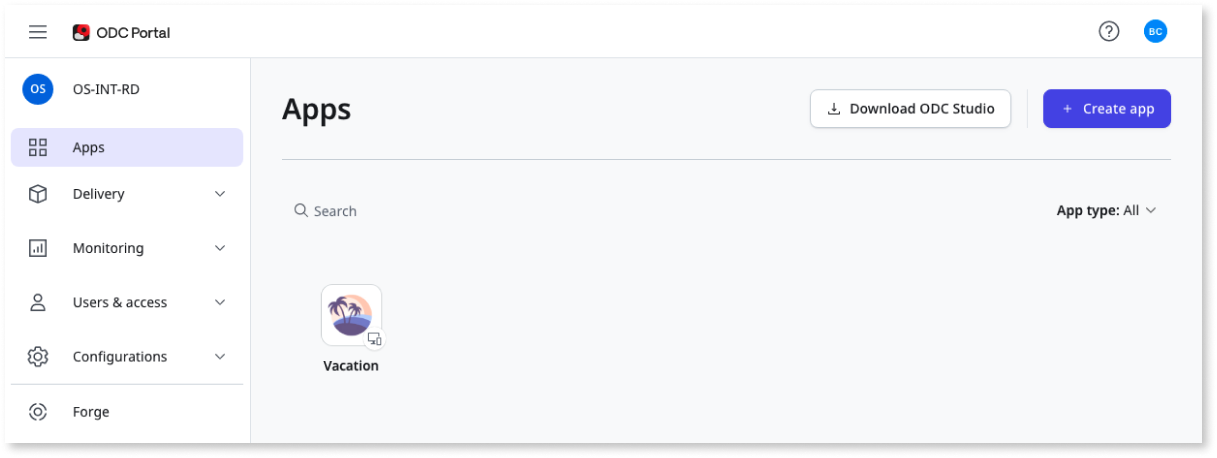 ODC Portal
BC
OS OS-INT-RD
Apps
Delivery
Monitoring
Users & access
Configurations
Forge
Apps
Download ODC Studio
+ Create app
Search
App type: All
Vacation